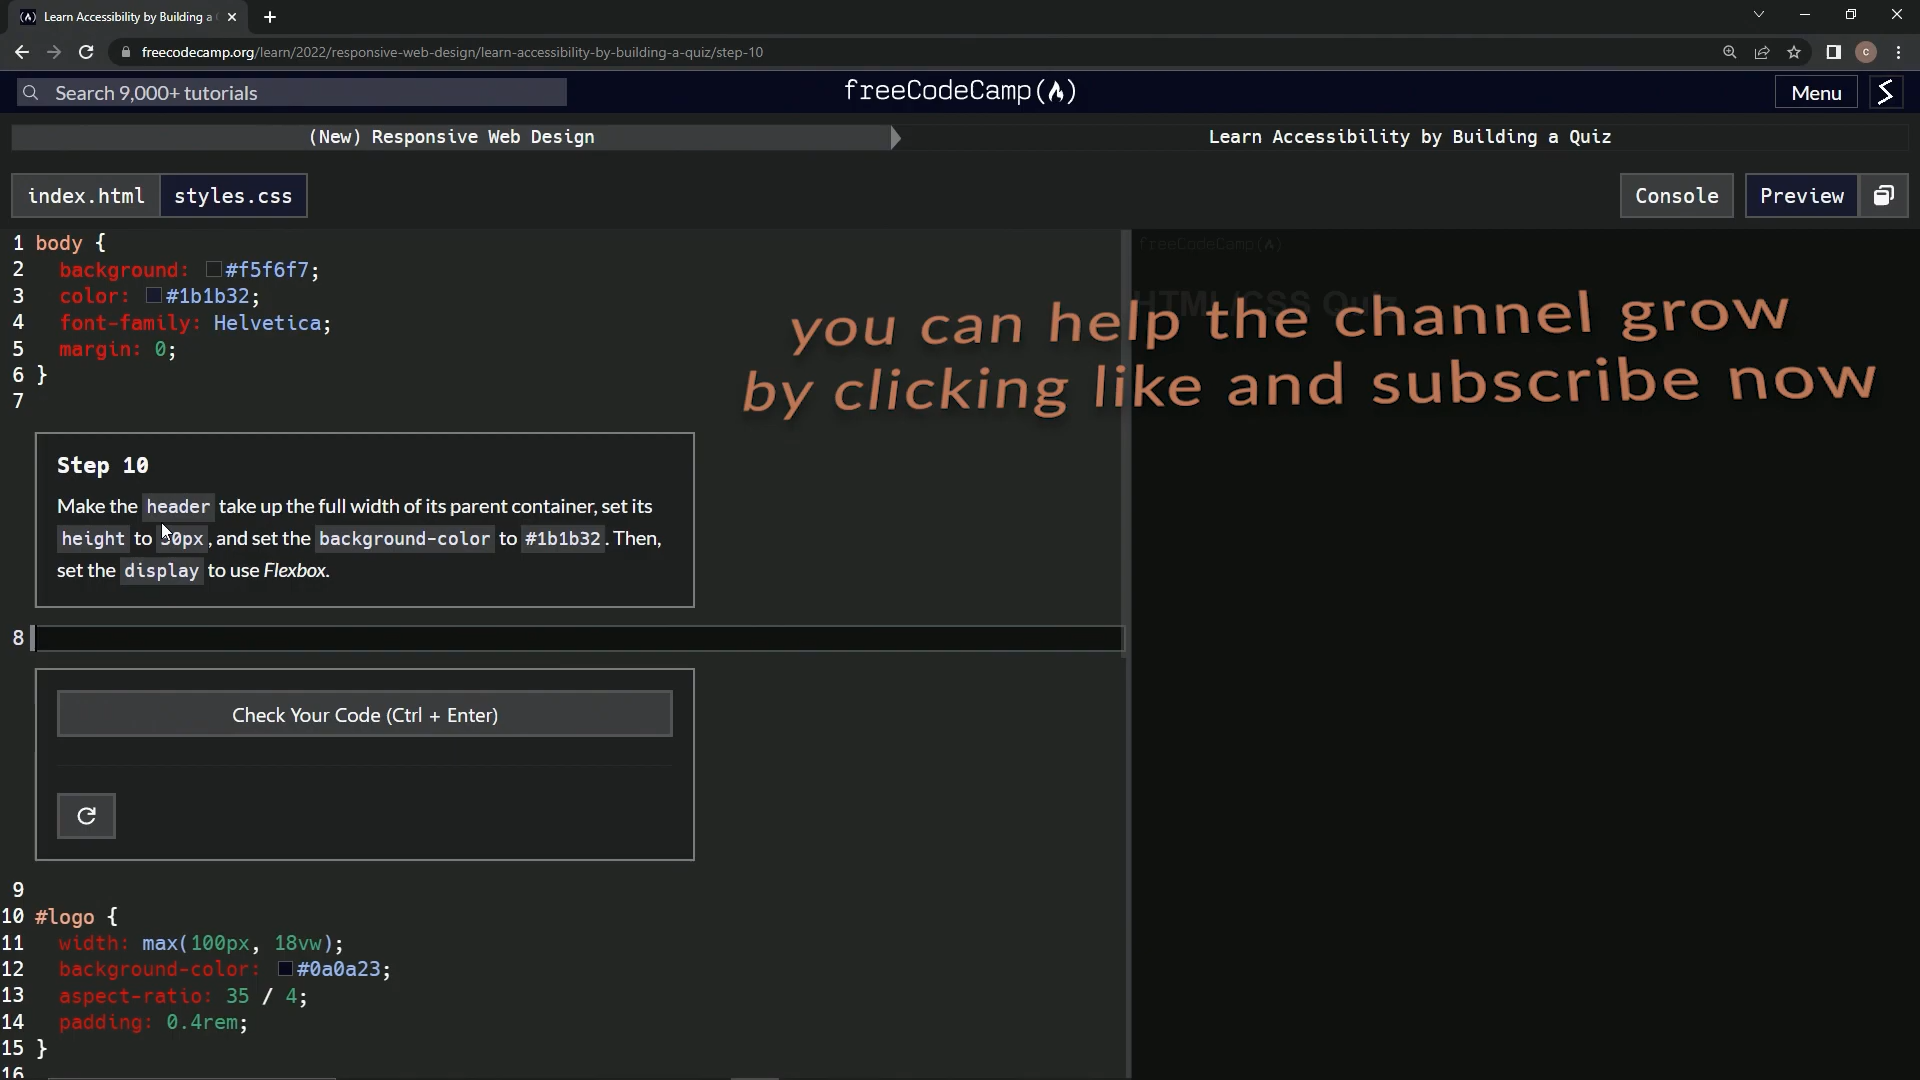 Learn Accessibility by Building a
freecodecamp.org/learn/2022/responsive-web-design/learn-accessibility-by-building-a-quiz/step-10
C
Search 9,000+ tutorials
freeCodeCamp
Menu
(New) Responsive Web Design
Learn Accessibility by Building a Quiz
index.html
styles.css
Console
Preview
1 body {
2 background: #f5f6f7;
3 color: #1b1b32;
4 font-family: Helvetica;
5 margin: 0;
6 }
7
freeCodeCamp
HTML/CSS Quiz
you can help the channel grow
by clicking like and subscribe now
Step 10
Make the header take up the full width of its parent container, set its
height to 50px, and set the background-color to #1b1b32. Then,
set the display to use Flexbox.
8
Check Your Code (Ctrl + Enter)
9
10 #logo {
11 width: max(100px, 18vw);
12 background-color: #0a0a23;
13 aspect-ratio: 35 / 4;
14 padding: 0.4rem;
15 }
16